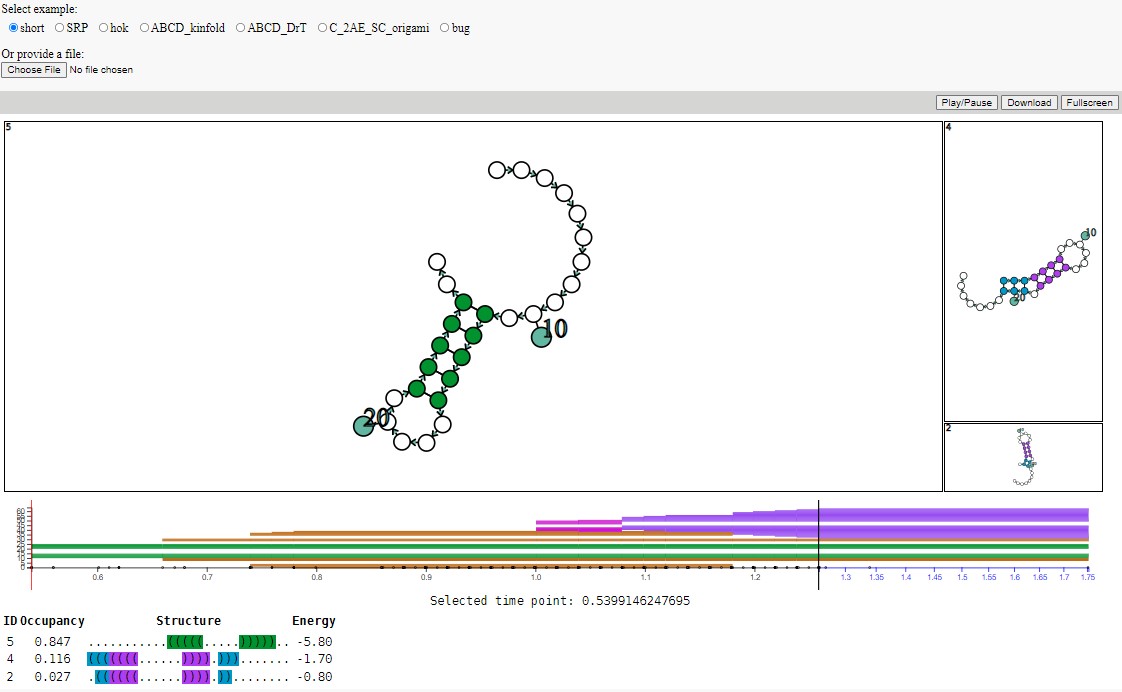 Select example:
short SRP hok ABCD_kinfold ABCD_DrT C_2AE_SC_origami bug
Or provide a file:
Choose File No file chosen
Play/Pause Download Fullscreen
5
10
20
4
10
20
2
60
0
0.6 0.7 0.8 0.9 1.0 1.1 1.2 1.3 1.35 1.4 1.45 1.5 1.55 1.6 1.65 1.7 1.75
Selected time point: 0.5399146247695
ID Occupancy Structure Energy
5 0.847 ..........(((((.....))))).. -5.80
4 0.116 (((((((......)))).)))....... -1.70
2 0.027 .((((((......)))).))........ -0.80